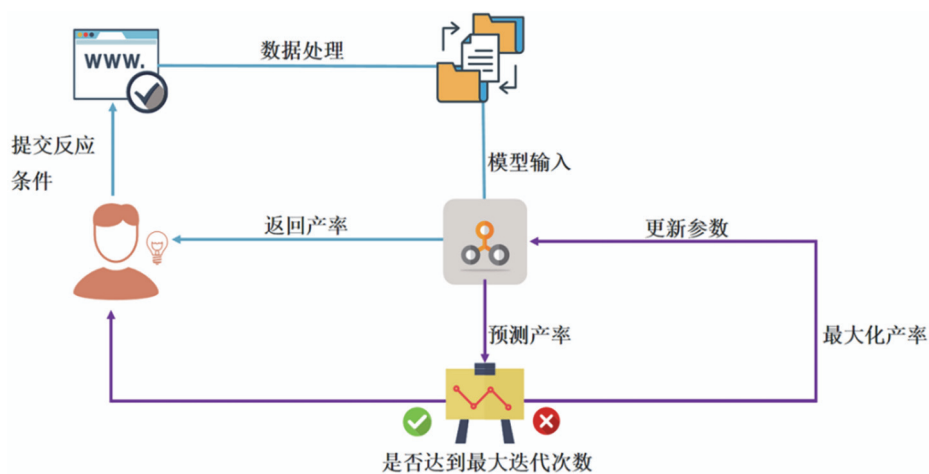 WWW.
数据处理
提交反应
条件
模型输入
返回产率
更新参数
预测产率
最大化产率
是否达到最大迭代次数